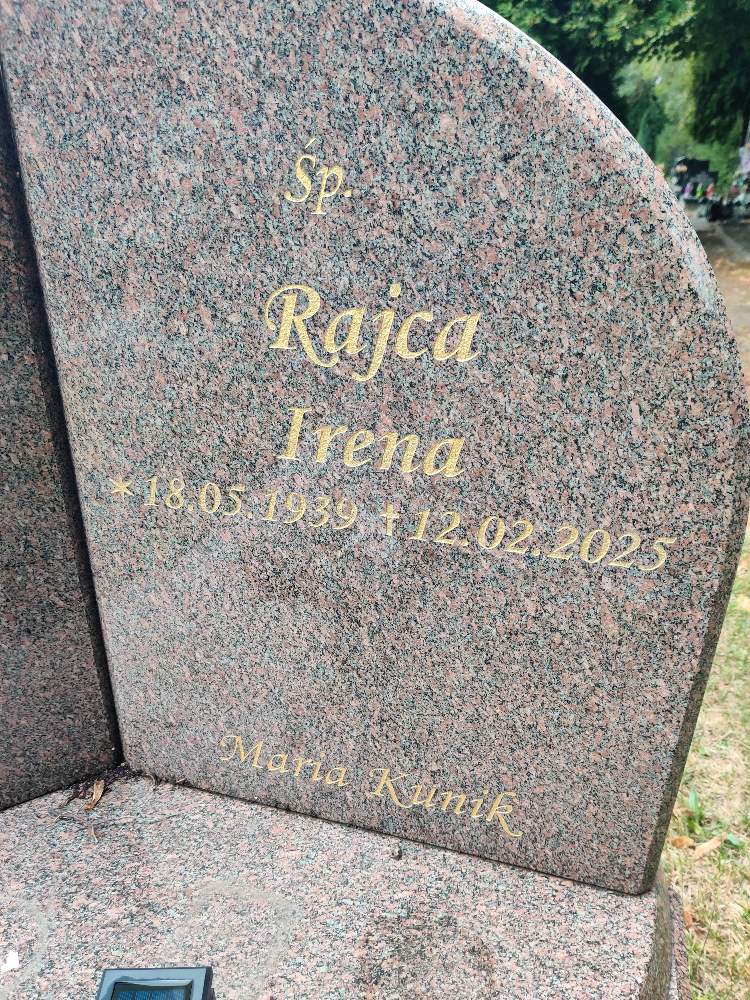 Śp.
Rajca
Irena
* 18.05.1939 † 12.02.2025
Maria Kunik